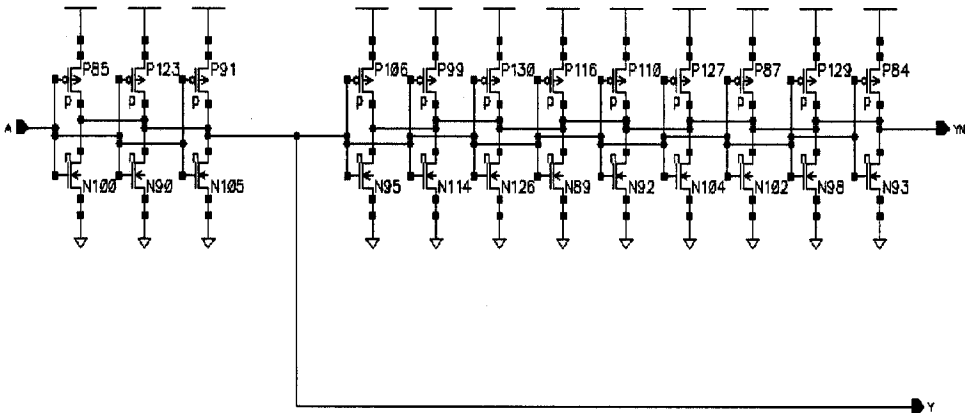 P85 P123 P91 P106 P99 P130 P116 P110 P127 P87 P129 P84
p p p p p p p p p p p p
A YN
n n n n n n n n n n n n
N100 N90 N105 N95 N114 N126 N89 N92 N104 N102 N98 N93
Y